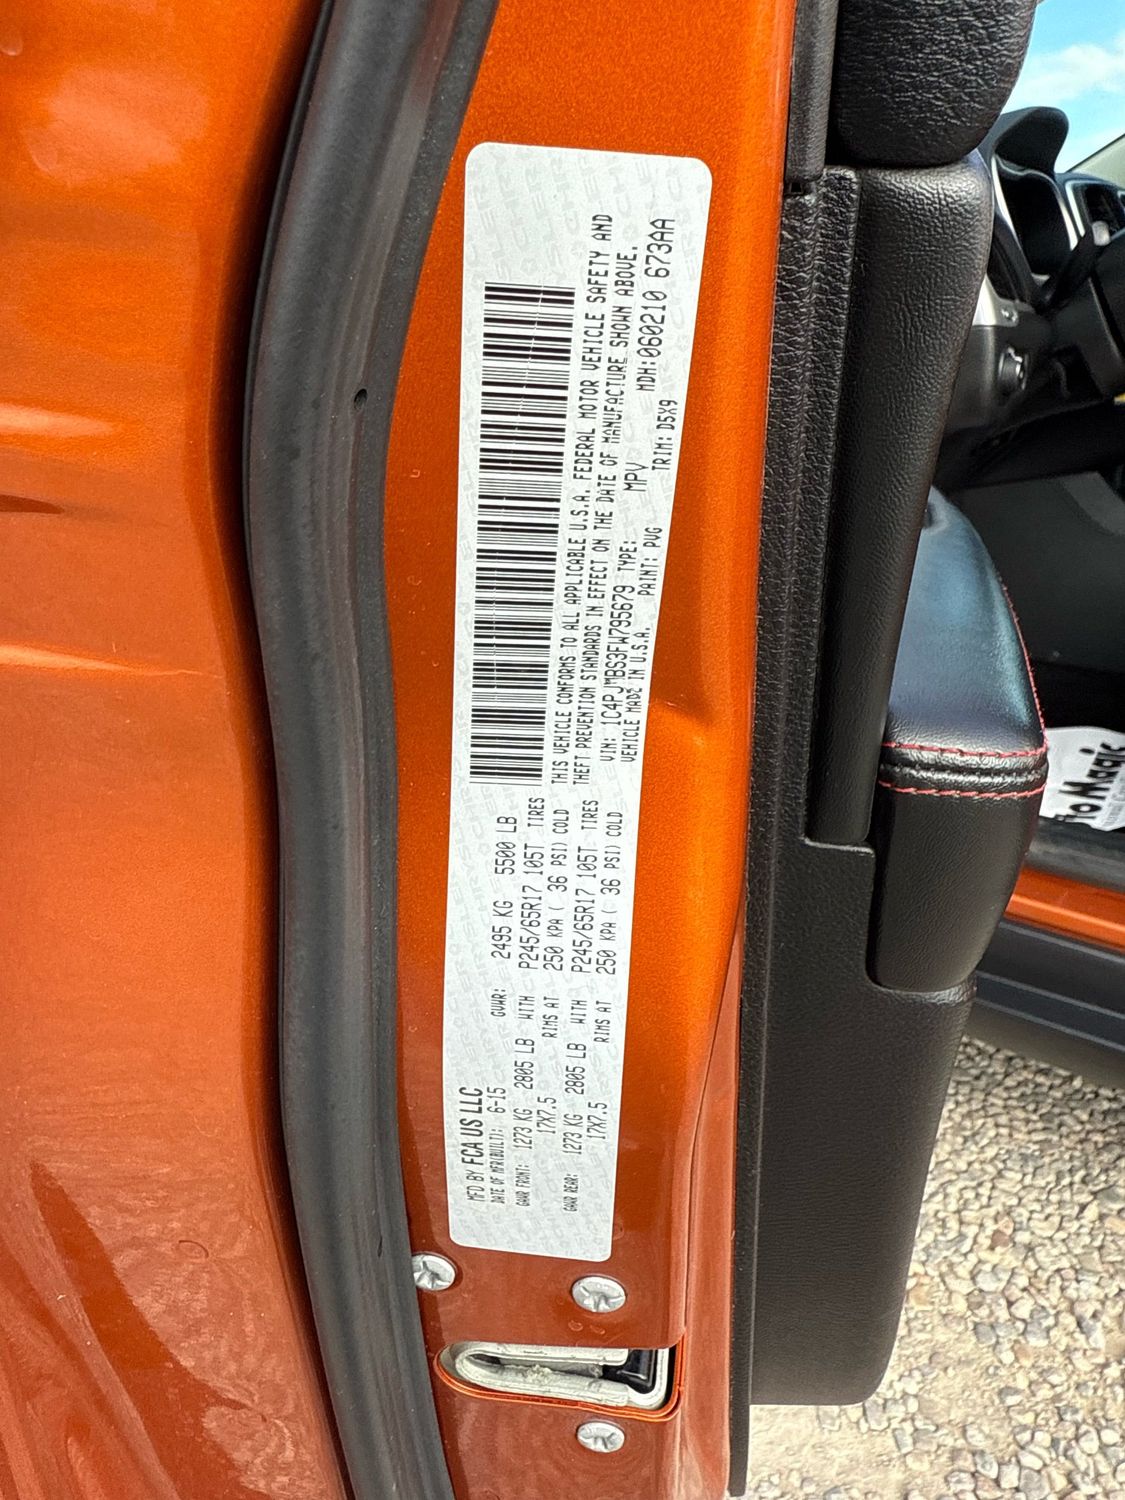 MFD BY FCA US LLC
DATE OF MFR(BUILT): 6-15 GVWR: 2495 KG 5500 LB
GAWR FRONT: 1273 KG 2805 LB WITH P245/65R17 105T TIRES
17X7.5 RIMS AT 250 KPA ( 36 PSI) COLD
GAWR REAR: 1273 KG 2805 LB WITH P245/65R17 105T TIRES
17X7.5 RIMS AT 250 KPA ( 36 PSI) COLD
THIS VEHICLE CONFORMS TO ALL APPLICABLE U.S.A. FEDERAL MOTOR VEHICLE SAFETY AND
THEFT PREVENTION STANDARDS IN EFFECT ON THE DATE OF MANUFACTURE SHOWN ABOVE.
VIN: 1C4PJMBS3FW795679 TYPE: MPV MDH:060210 673AA
VEHICLE MADE IN U.S.A. PAINT: PVG TRIM: D5X9
To Magic